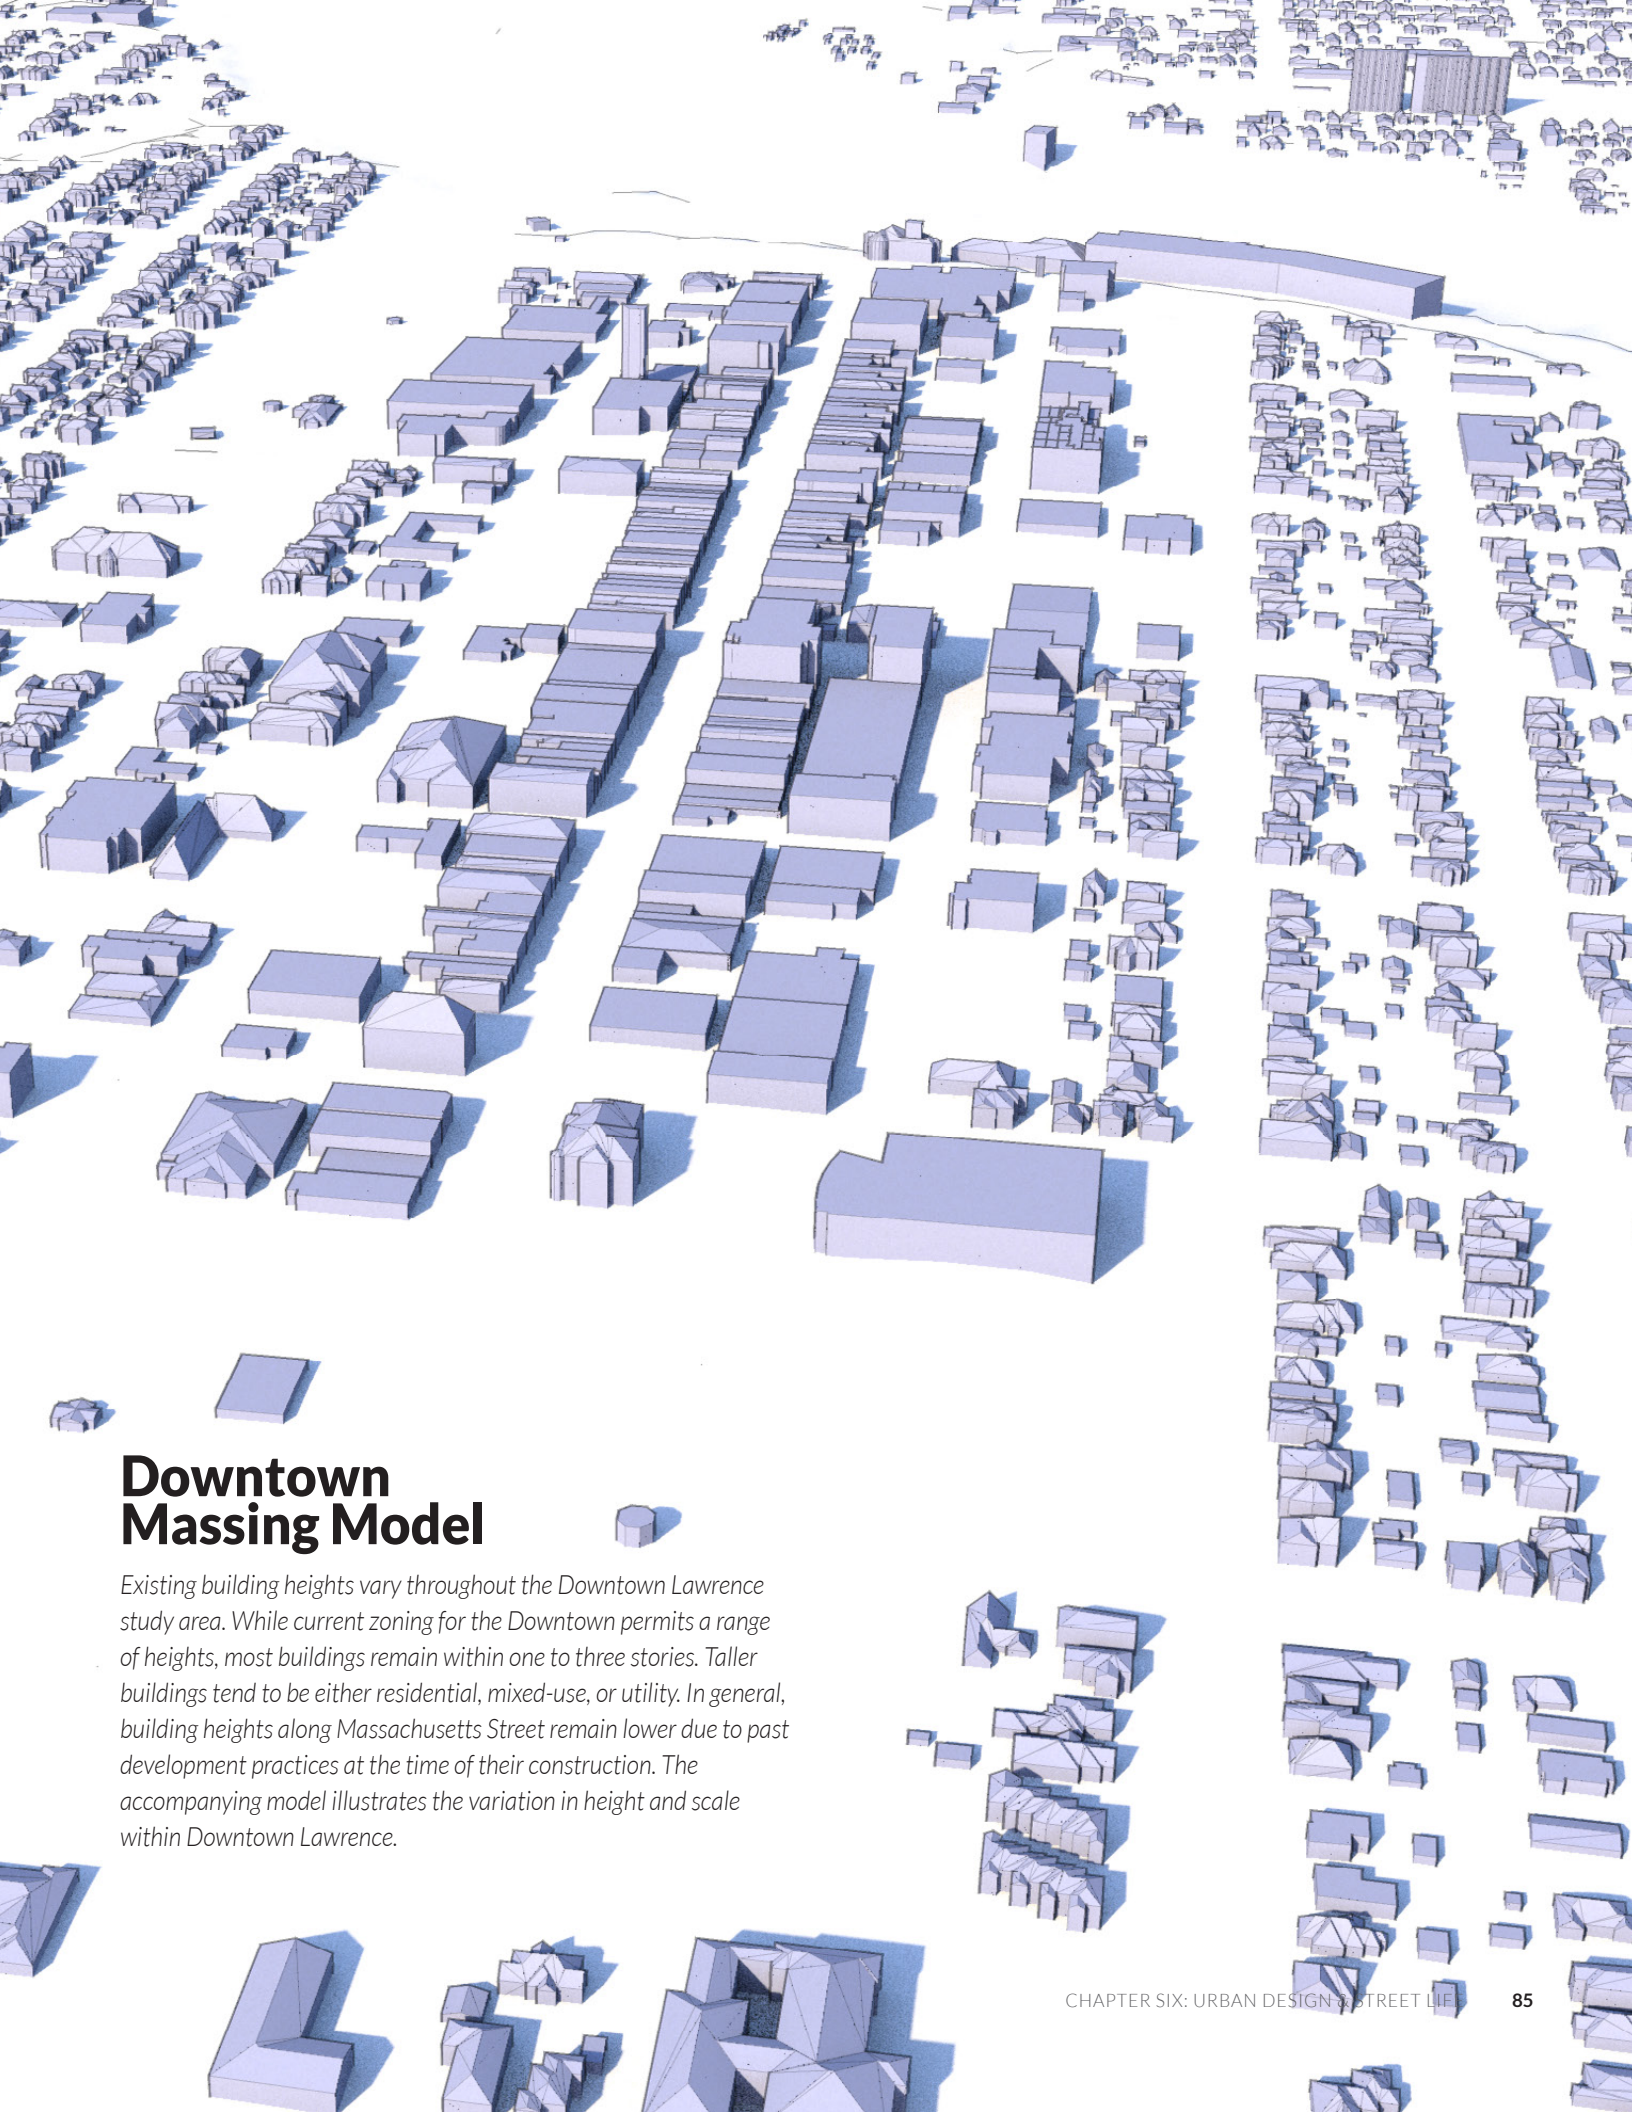 Downtown
Massing Model
Existing building heights vary throughout the Downtown Lawrence
study area. While current zoning for the Downtown permits a range
of heights, most buildings remain within one to three stories. Taller
buildings tend to be either residential, mixed-use, or utility. In general,
building heights along Massachusetts Street remain lower due to past
development practices at the time of their construction. The
accompanying model illustrates the variation in height and scale
within Downtown Lawrence.
CHAPTER SIX: URBAN DESIGN & STREET LIFE 85